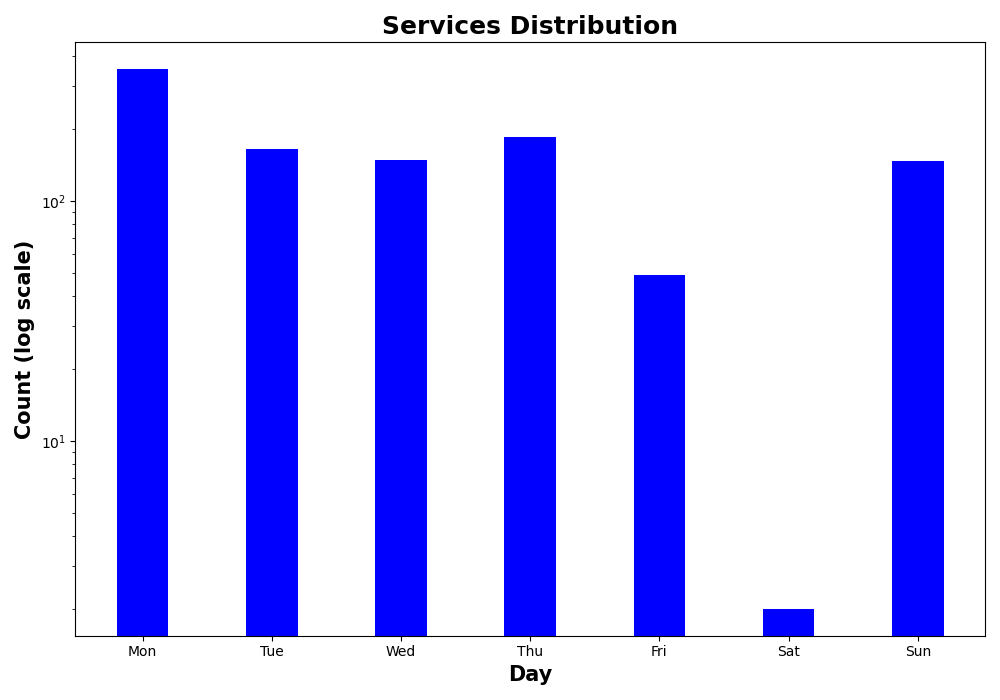 Services Distribution
Count (log scale)
10²
10¹
Mon Tue Wed Thu Fri Sat Sun
Day